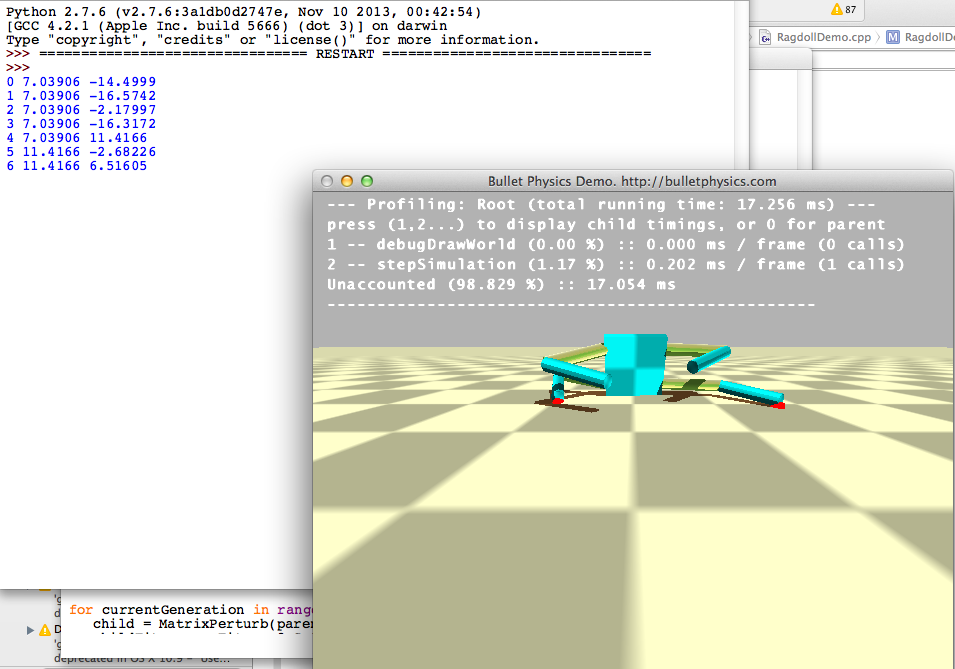 Python 2.7.6 (v2.7.6:3a1db0d2747e, Nov 10 2013, 00:42:54)
[GCC 4.2.1 (Apple Inc. build 5666) (dot 3)] on darwin
Type "copyright", "credits" or "license()" for more information.
>>> ================================ RESTART ================================
>>>
0 7.03906 -14.4999
1 7.03906 -16.5742
2 7.03906 -2.17997
3 7.03906 -16.3172
4 7.03906 11.4166
5 11.4166 -2.68226
6 11.4166 6.51605
87
RagdollDemo.cpp
M RagdollDe
Bullet Physics Demo. http://bulletphysics.com
--- Profiling: Root (total running time: 17.256 ms) ---
press (1,2...) to display child timings, or 0 for parent
1 -- debugDrawWorld (0.00 %) :: 0.000 ms / frame (0 calls)
2 -- stepSimulation (1.17 %) :: 0.202 ms / frame (1 calls)
Unaccounted (98.829 %) :: 17.054 ms
-------------------------------------------------
for currentGeneration in range
child = MatrixPerturb(paren
deprecated in OS X 10.9 - "Use...